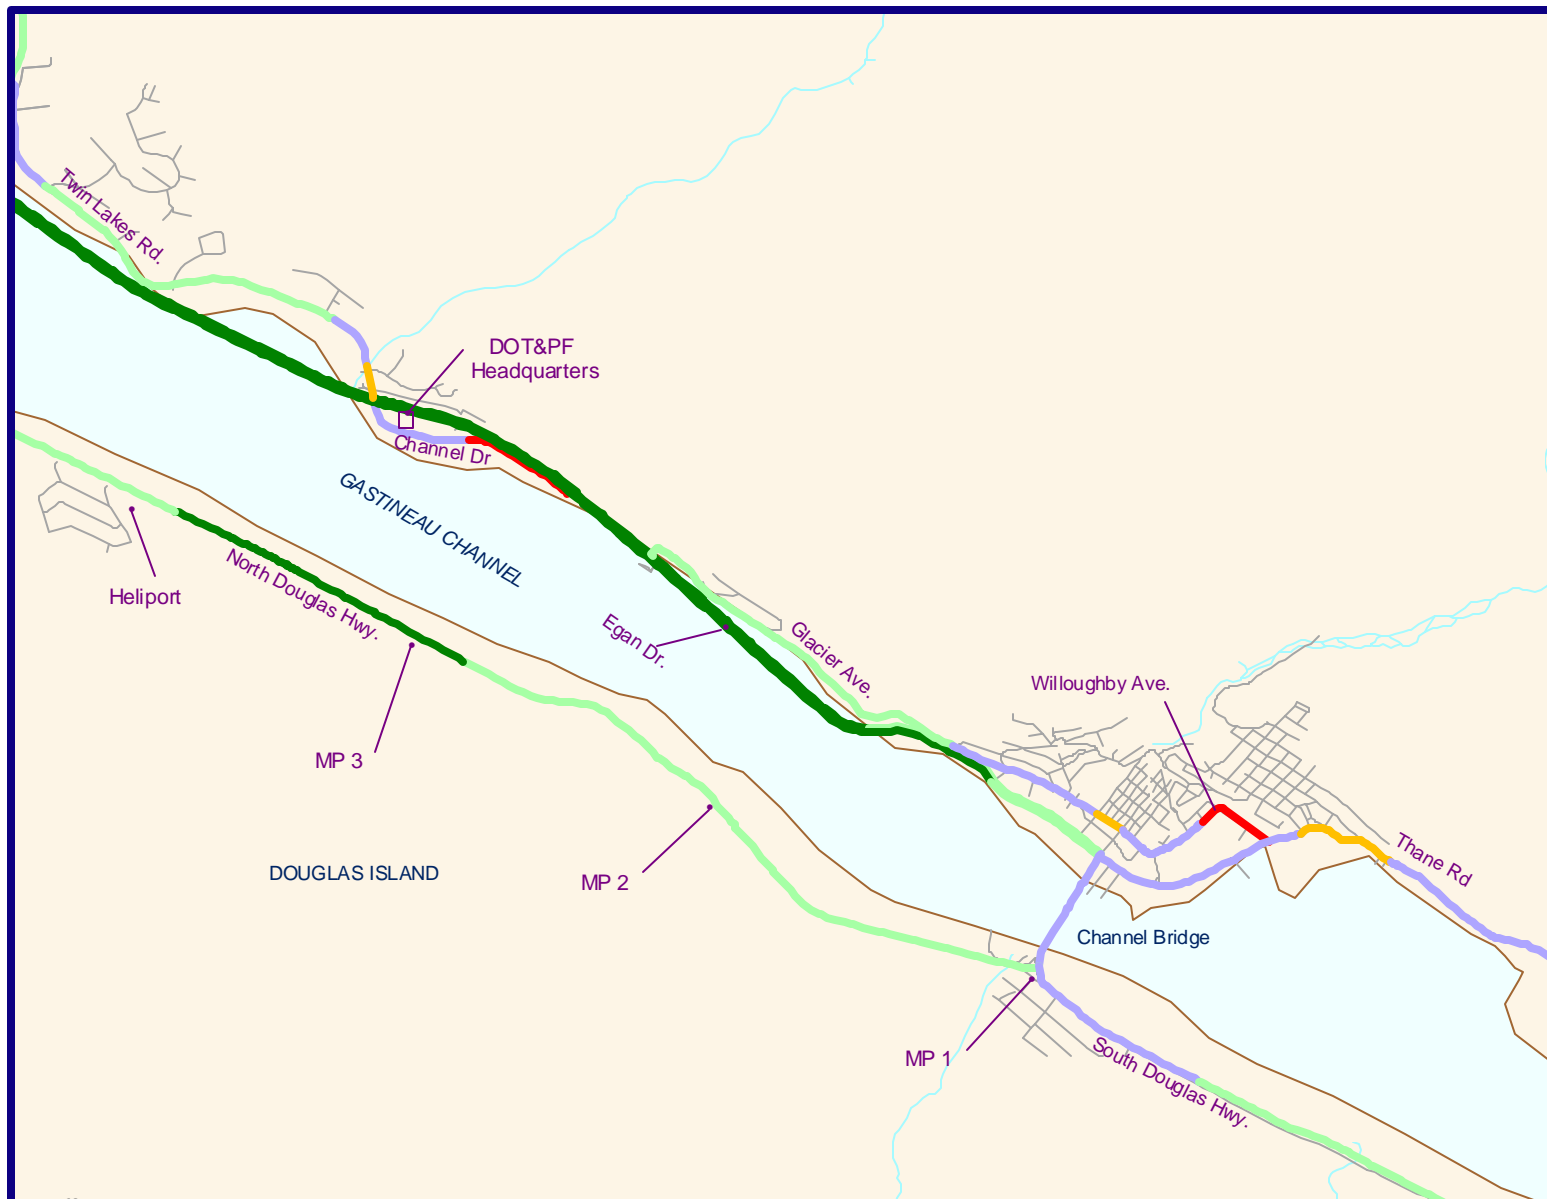 Twin Lakes Rd.
DOT&PF
Headquarters
Channel Dr
GASTINEAU CHANNEL
Heliport
North Douglas Hwy.
Egan Dr.
Glacier Ave.
Willoughby Ave.
MP 3
MP 2
DOUGLAS ISLAND
Thane Rd
Channel Bridge
MP 1
South Douglas Hwy.